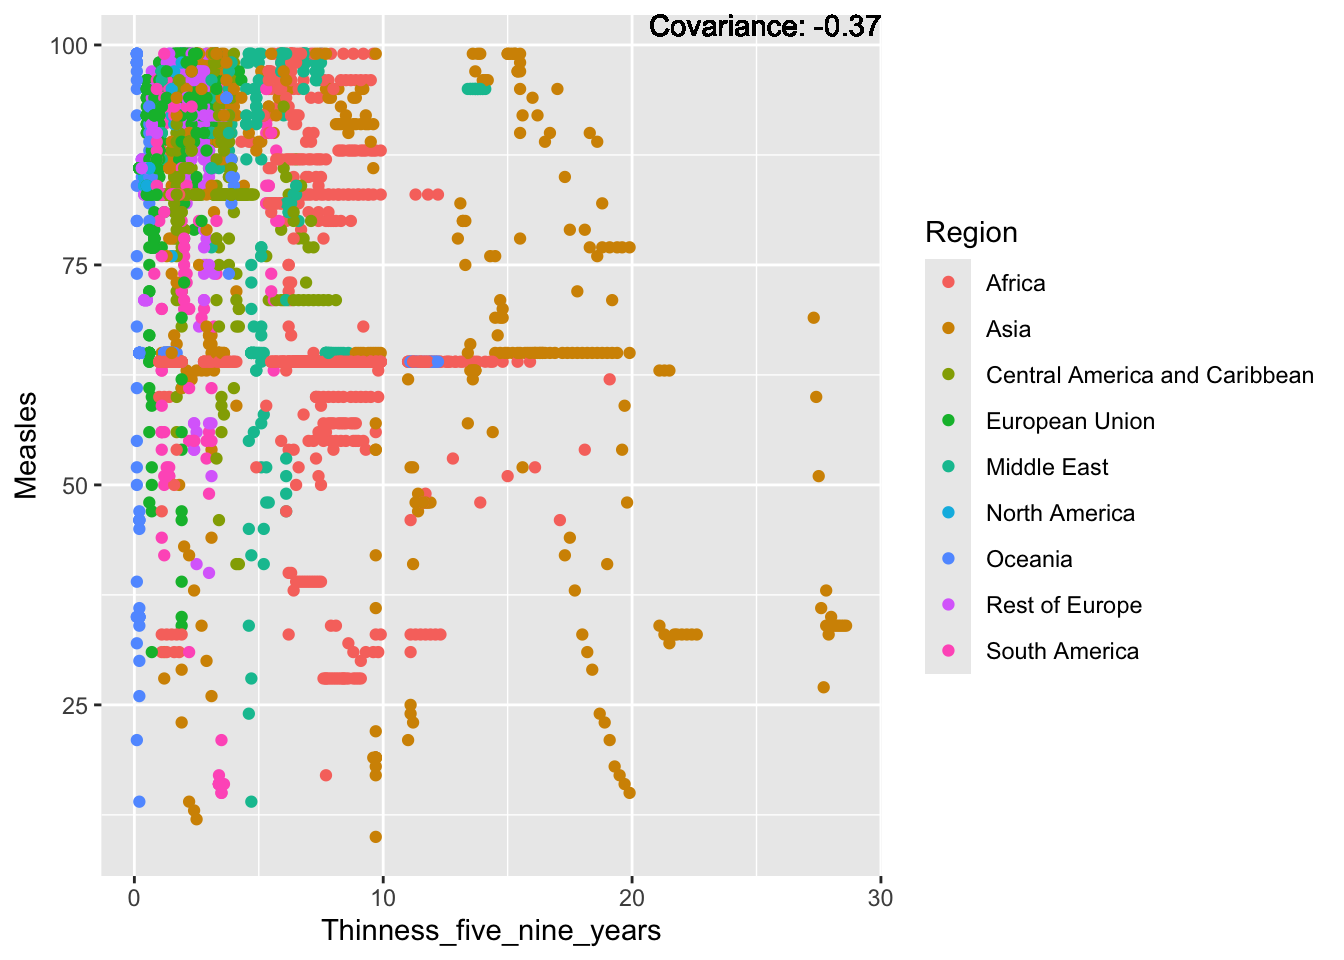 Covariance: -0.37
100
75
50
25
Measles
0 10 20 30
Thinness_five_nine_years
Region
Africa
Asia
Central America and Caribbean
European Union
Middle East
North America
Oceania
Rest of Europe
South America